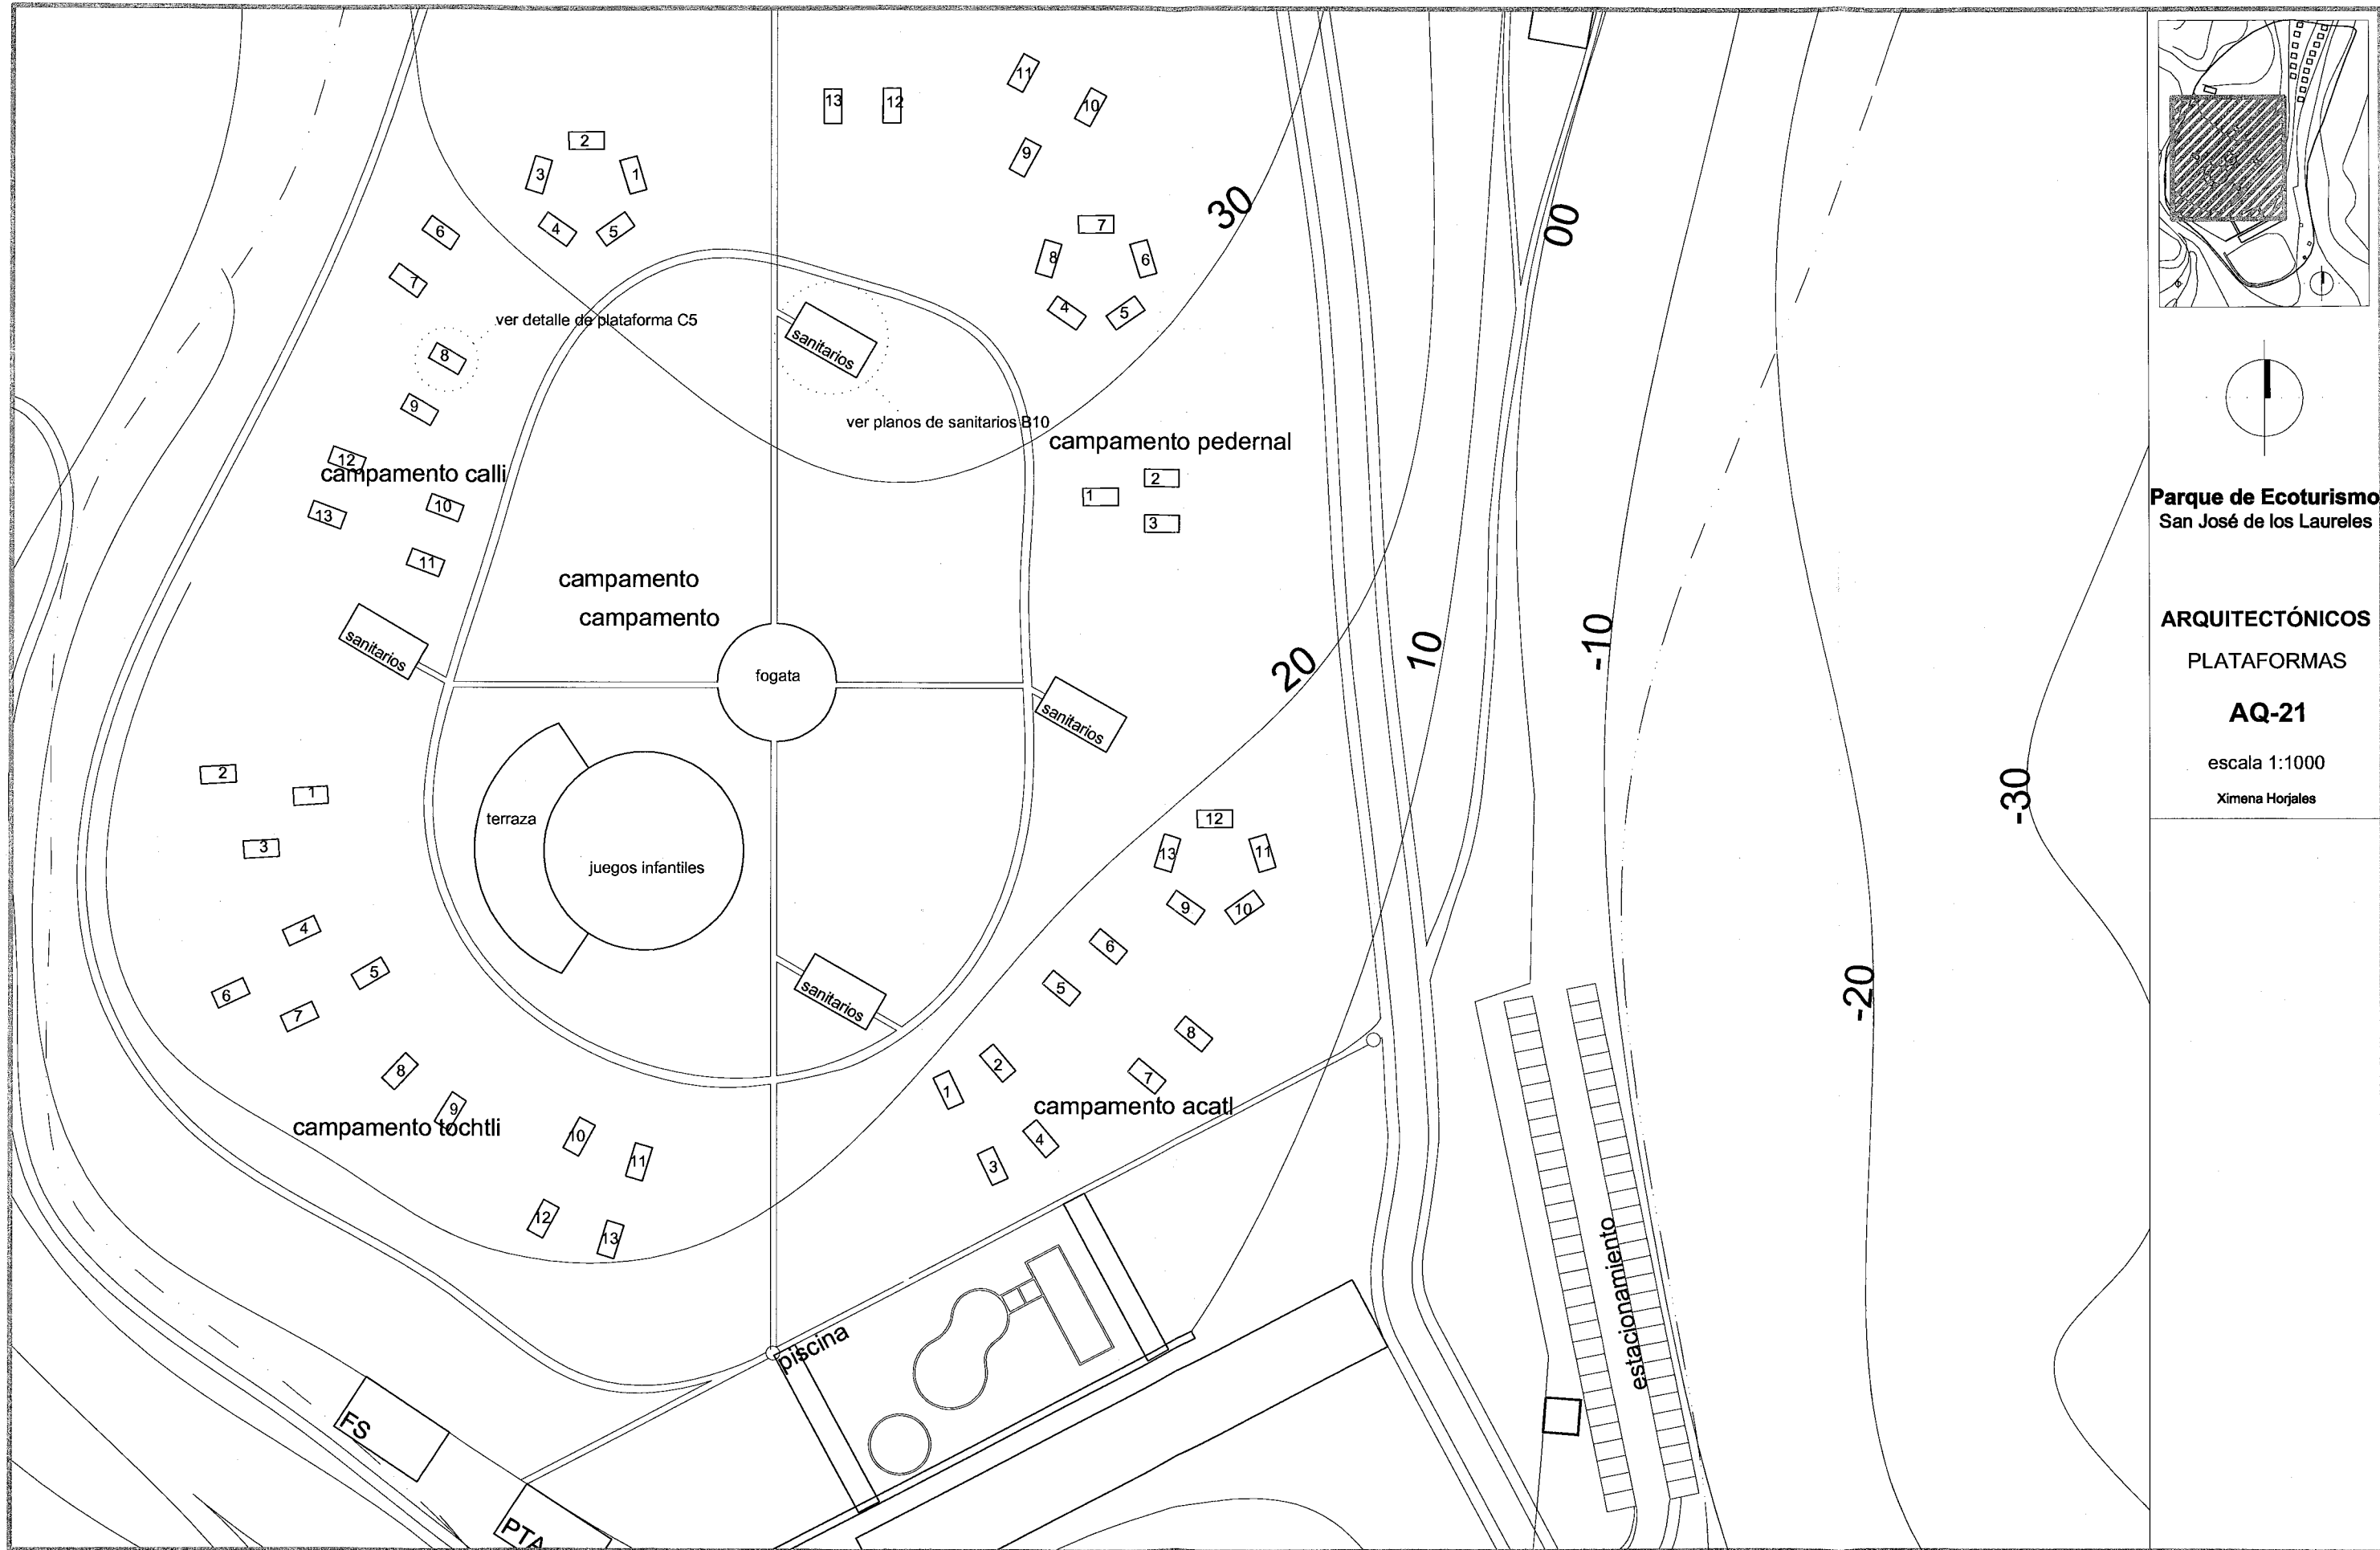 11
13
12
10
2
9
3
1
30
00
6
4
5
7
8
6
7
4
5
ver detalle de plataforma C5
8
sanitarios
9
ver planos de sanitarios B10
campamento pedernal
12
campamento calli
2
1
10
13
3
11
campamento
campamento
sanitarios
-10
10
20
fogata
sanitarios
2
1
-30
terraza
12
3
13
11
juegos infantiles
9
10
4
6
5
5
6
sanitarios
-20
7
8
2
8
7
1
9
campamento acatl
campamento tochtli
10
4
11
3
12
13
estacionamiento
piscina
FS
PTA
Parque de Ecoturismo
San José de los Laureles
ARQUITECTÓNICOS
PLATAFORMAS
AQ-21
escala 1:1000
Ximena Horjales